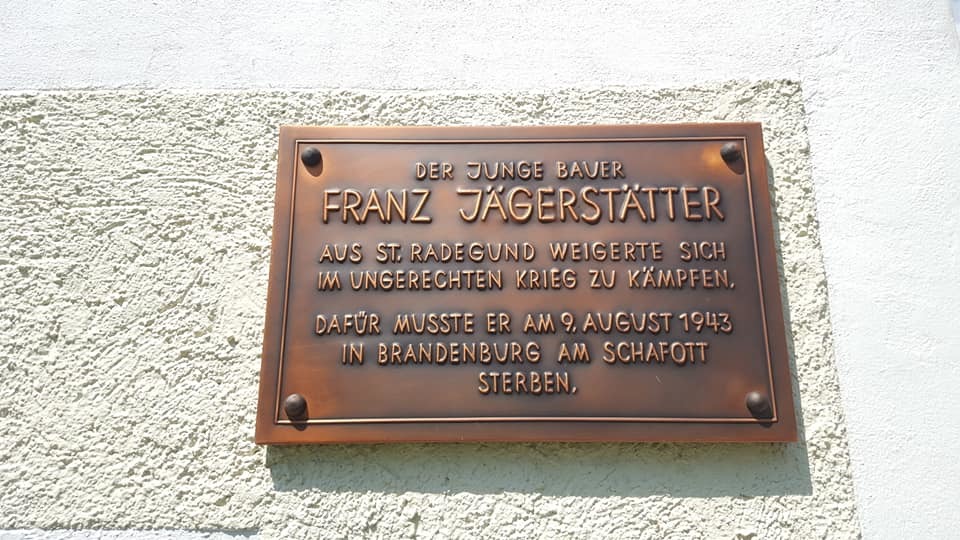 DER JUNGE BAUER
FRANZ JÄGERSTÄTTER
AUS ST. RADEGUND WEIGERTE SICH
IM UNGERECHTEN KRIEG ZU KÄMPFEN.
DAFÜR MUSSTE ER AM 9. AUGUST 1943
IN BRANDENBURG AM SCHAFOTT
STERBEN.